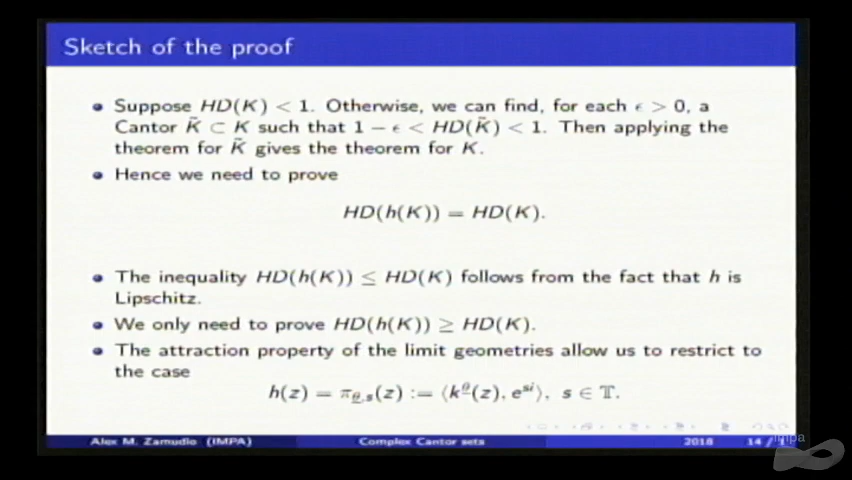 Sketch of the proof
Suppose HD(K) < 1. Otherwise, we can find, for each ϵ > 0, a
Cantor K̃ ⊂ K such that 1 − ϵ < HD(K̃) < 1. Then applying the
theorem for K̃ gives the theorem for K.
Hence we need to prove
HD(h(K)) = HD(K).
The inequality HD(h(K)) ≤ HD(K) follows from the fact that h is
Lipschitz.
We only need to prove HD(h(K)) ≥ HD(K).
The attraction property of the limit geometries allow us to restrict to
the case
h(z) = π_{θ,s}(z) := ⟨k^θ(z), e^{si}⟩, s ∈ 𝕋.
Alex M. Zamudio (IMPA) Complex Cantor sets 2018 14 /
impa